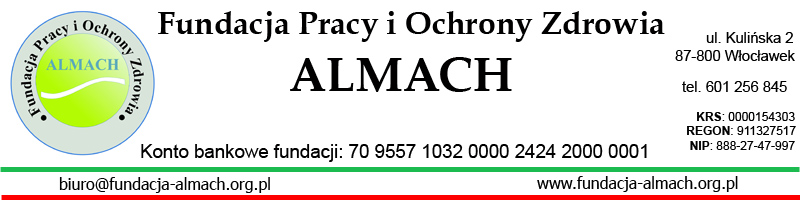 Fundacja Pracy i Ochrony Zdrowia
ALMACH
Fundacja Pracy i Ochrony Zdrowia
ALMACH
ul. Kulińska 2
87-800 Włocławek
tel. 601 256 845
KRS: 0000154303
REGON: 911327517
NIP: 888-27-47-997
Konto bankowe fundacji: 70 9557 1032 0000 2424 2000 0001
biuro@fundacja-almach.org.pl
www.fundacja-almach.org.pl